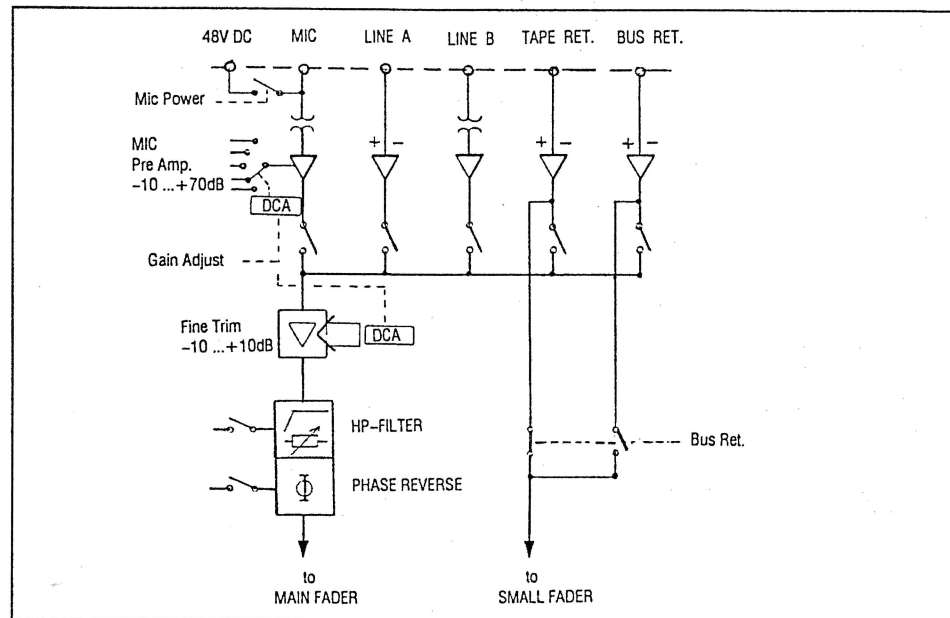 48V DC MIC LINE A LINE B TAPE RET. BUS RET.
Mic Power
+ − + − + −
MIC
Pre Amp.
−10 ...+70dB
DCA
Gain Adjust
Fine Trim
−10 ...+10dB
DCA
HP−FILTER
Bus Ret.
PHASE REVERSE
Φ
to
MAIN FADER
to
SMALL FADER